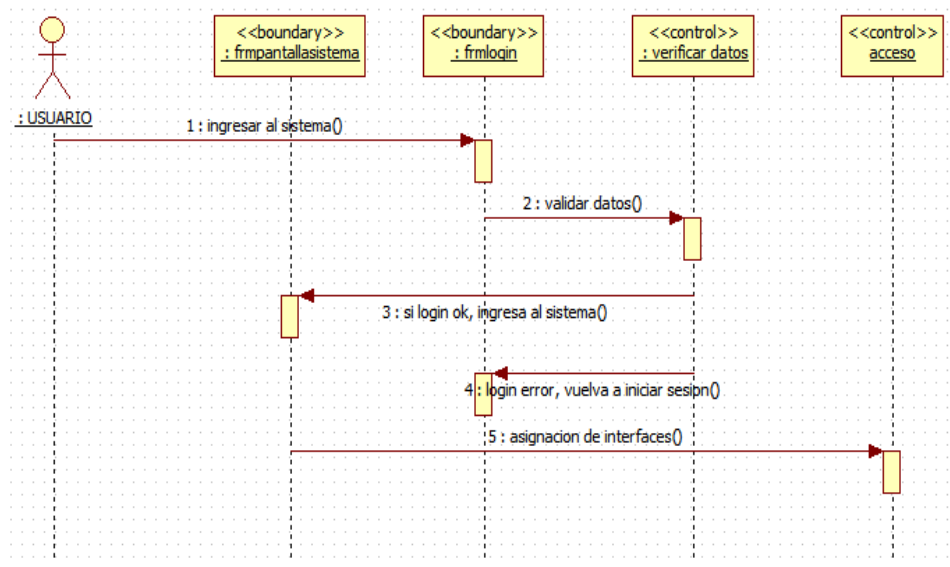 <<boundary>>
: frmpantallasistema
<<boundary>>
: frmlogin
<<control>>
: verificar datos
<<control>>
acceso
: USUARIO
1 : ingresar al sistema()
2 : validar datos()
3 : si login ok, ingresa al sistema()
4 : login error, vuelva a iniciar sesipn()
5 : asignacion de interfaces()